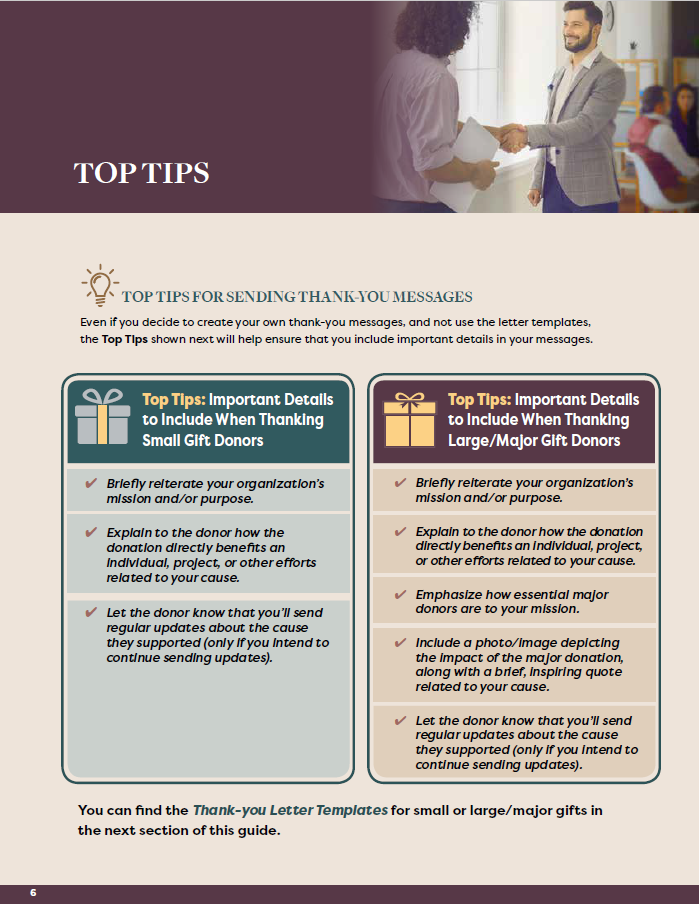 TOP TIPS
TOP TIPS FOR SENDING THANK-YOU MESSAGES
Even if you decide to create your own thank-you messages, and not use the letter templates,
the Top Tips shown next will help ensure that you include important details in your messages.
Top Tips: Important Details
to Include When Thanking
Small Gift Donors
✔ Briefly reiterate your organization's
mission and/or purpose.
✔ Explain to the donor how the
donation directly benefits an
individual, project, or other efforts
related to your cause.
✔ Let the donor know that you'll send
regular updates about the cause
they supported (only if you intend to
continue sending updates).
Top Tips: Important Details
to Include When Thanking
Large/Major Gift Donors
✔ Briefly reiterate your organization's
mission and/or purpose.
✔ Explain to the donor how the donation
directly benefits an individual, project,
or other efforts related to your cause.
✔ Emphasize how essential major
donors are to your mission.
✔ Include a photo/image depicting
the impact of the major donation,
along with a brief, inspiring quote
related to your cause.
✔ Let the donor know that you'll send
regular updates about the cause
they supported (only if you intend to
continue sending updates).
You can find the Thank-you Letter Templates for small or large/major gifts in
the next section of this guide.
6